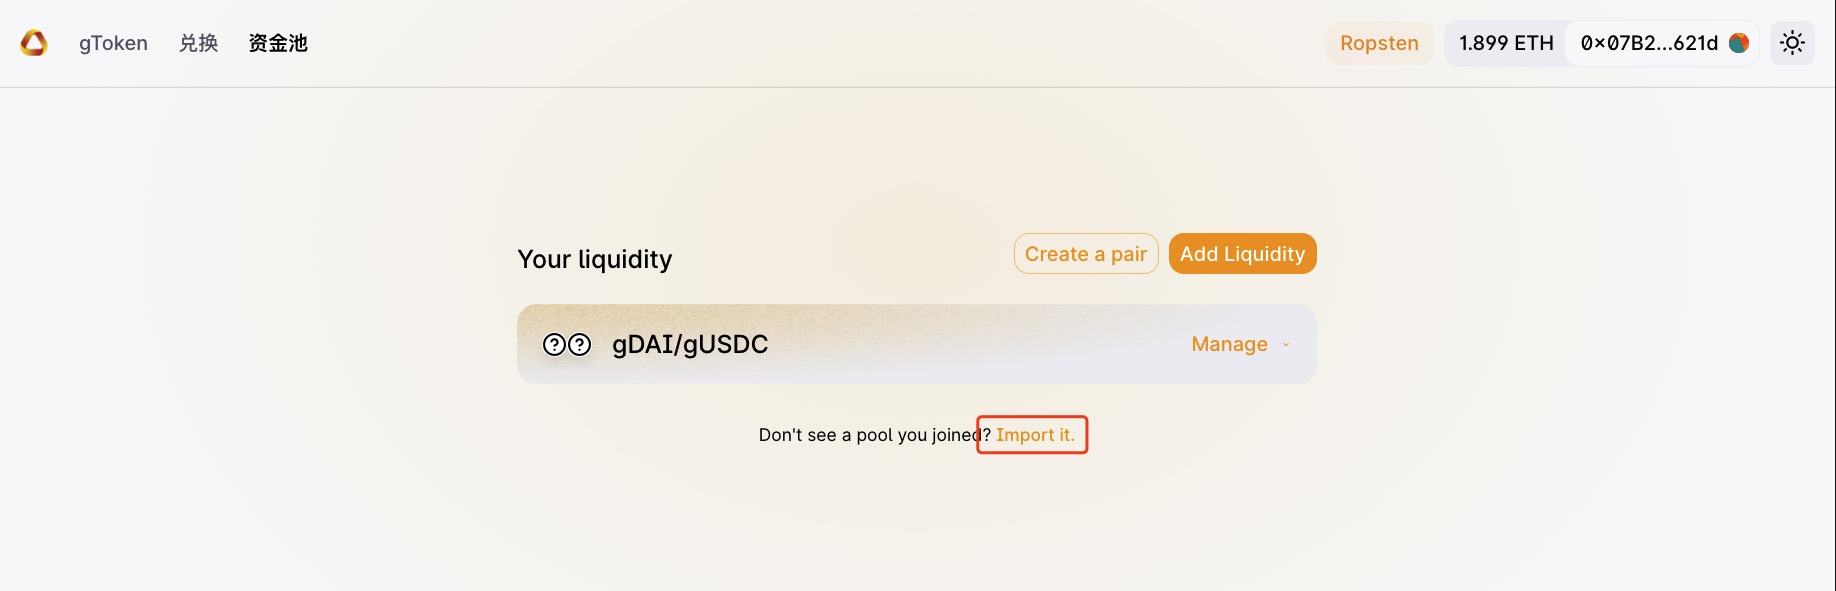 gToken 兑换 资金池 Ropsten 1.899 ETH 0x07B2...621d
Your liquidity Create a pair Add Liquidity
?? gDAI/gUSDC Manage
Don't see a pool you joined? Import it.